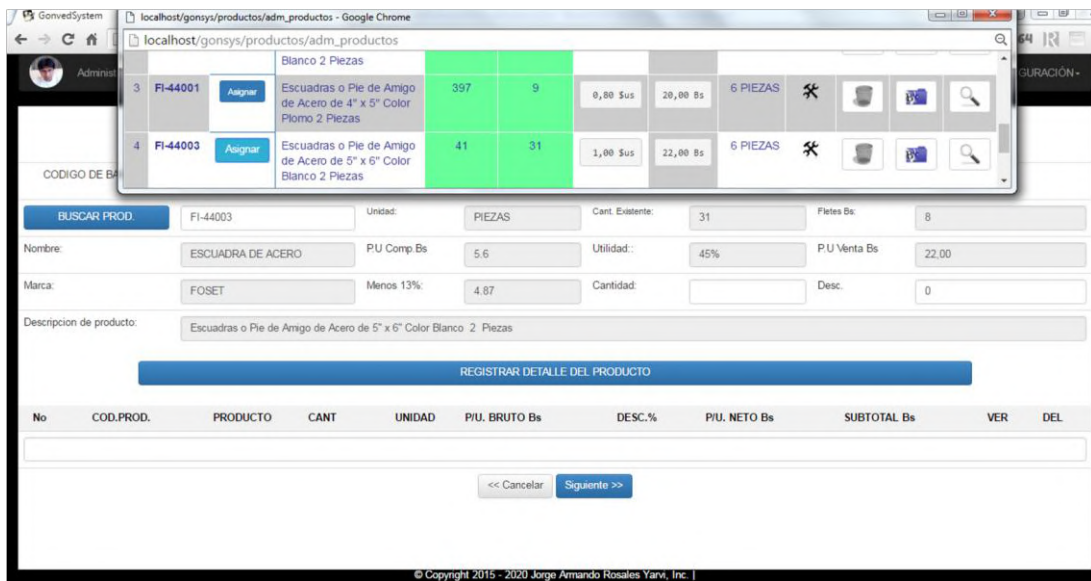 GonvedSystem
localhost/gonsys/productos/adm_productos - Google Chrome
localhost/gonsys/productos/adm_productos
64
Administ
GURACIÓN
Blanco 2 Piezas
3 FI-44001 Asignar Escuadras o Pie de Amigo 397 9 0,80 $us 20,00 Bs 6 PIEZAS
de Acero de 4" x 5" Color
Plomo 2 Piezas
4 FI-44003 Asignar Escuadras o Pie de Amigo 41 31 1,00 $us 22,00 Bs 6 PIEZAS
de Acero de 5" x 6" Color
Blanco 2 Piezas
CODIGO DE BA
BUSCAR PROD. FI-44003 Unidad: PIEZAS Cant. Existente: 31 Fletes Bs: 8
Nombre: ESCUADRA DE ACERO P.U Comp.Bs 5.6 Utilidad:: 45% P.U Venta Bs 22,00
Marca: FOSET Menos 13%: 4.87 Cantidad: Desc. 0
Descripcion de producto: Escuadras o Pie de Amigo de Acero de 5" x 6" Color Blanco 2 Piezas
REGISTRAR DETALLE DEL PRODUCTO
No COD.PROD. PRODUCTO CANT UNIDAD P/U. BRUTO Bs DESC.% P/U. NETO Bs SUBTOTAL Bs VER DEL
<< Cancelar Siguiente >>
© Copyright 2015 - 2020 Jorge Armando Rosales Yarvi, Inc. |